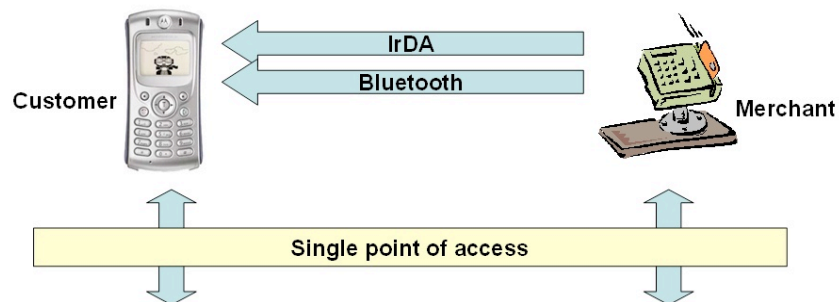 IrDA
Bluetooth
Customer
Merchant
Single point of access